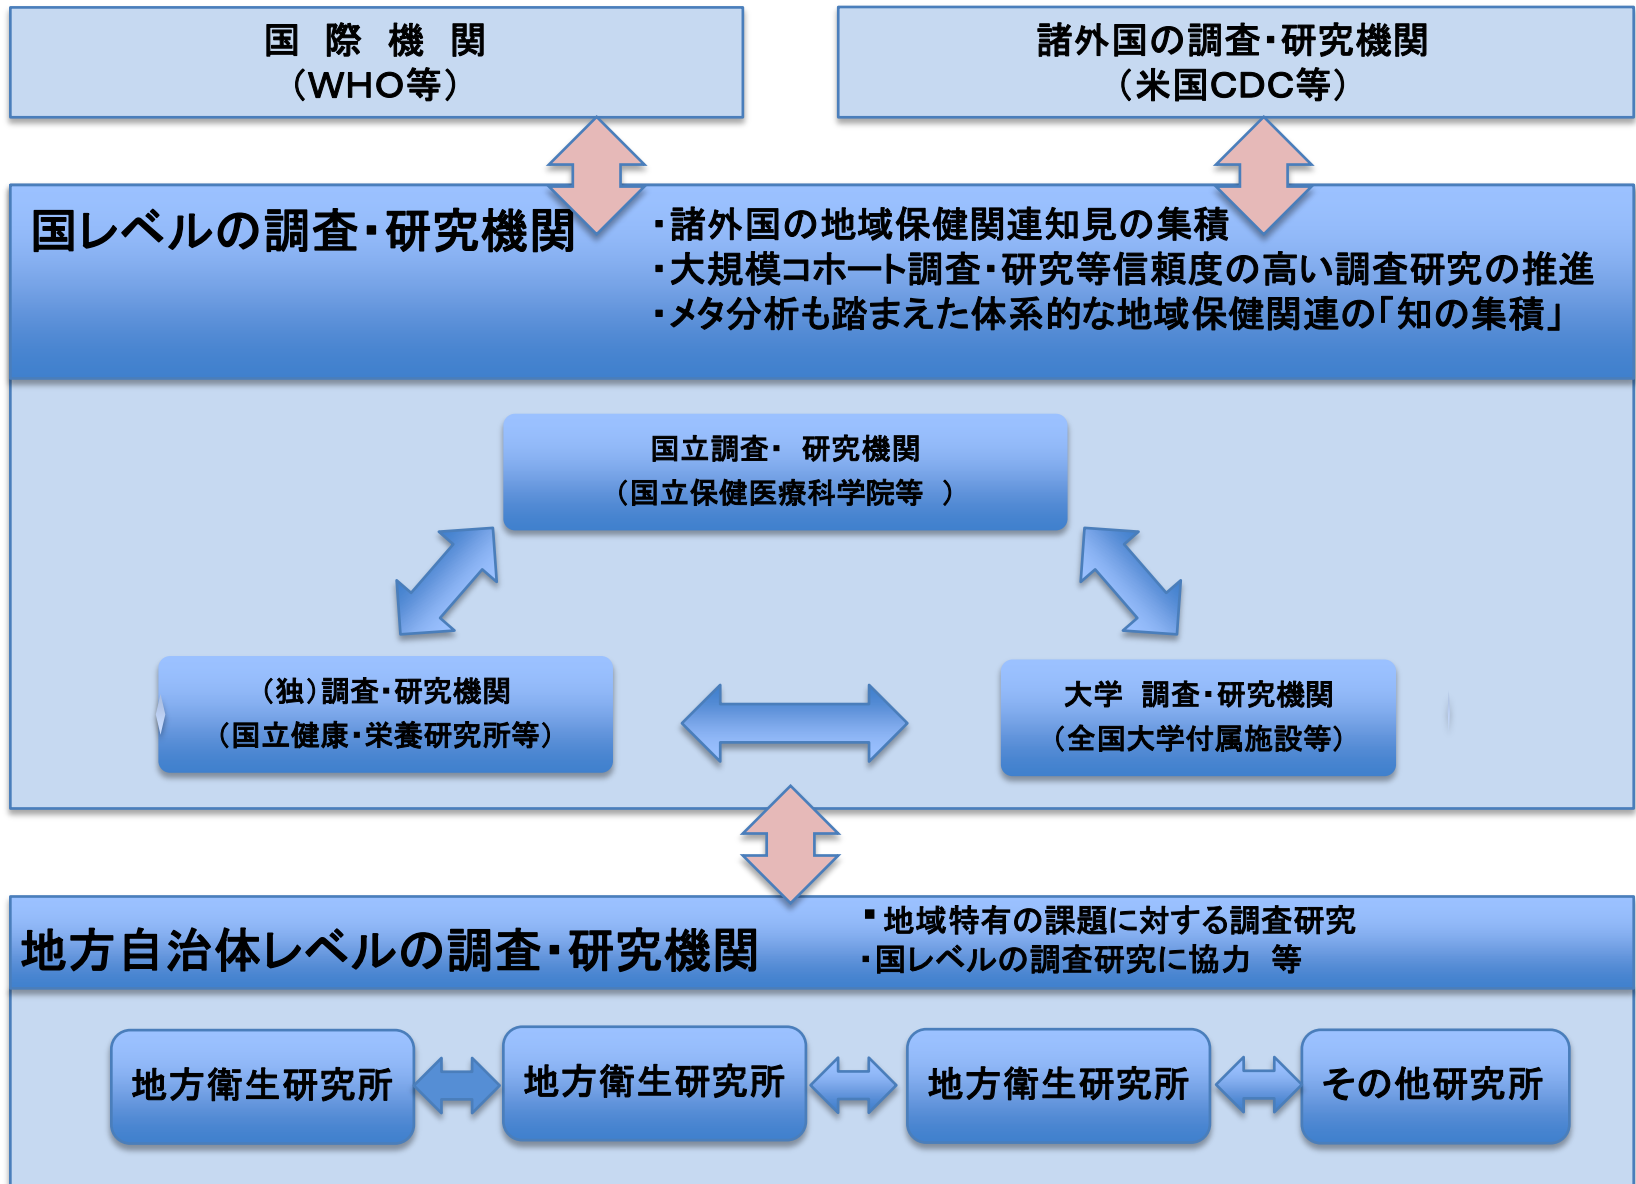 国　際　機　関
（ＷＨＯ等）
諸外国の調査・研究機関
（米国ＣＤＣ等）
国レベルの調査・研究機関
・諸外国の地域保健関連知見の集積
・大規模コホート調査・研究等信頼度の高い調査研究の推進
・メタ分析も踏まえた体系的な地域保健関連の「知の集積」
国立調査・　研究機関
（国立保健医療科学院等　）
（独）調査・研究機関
（国立健康・栄養研究所等）
大学　調査・研究機関
（全国大学付属施設等）
地方自治体レベルの調査・研究機関
・地域特有の課題に対する調査研究
・国レベルの調査研究に協力　等
地方衛生研究所
地方衛生研究所
地方衛生研究所
その他研究所